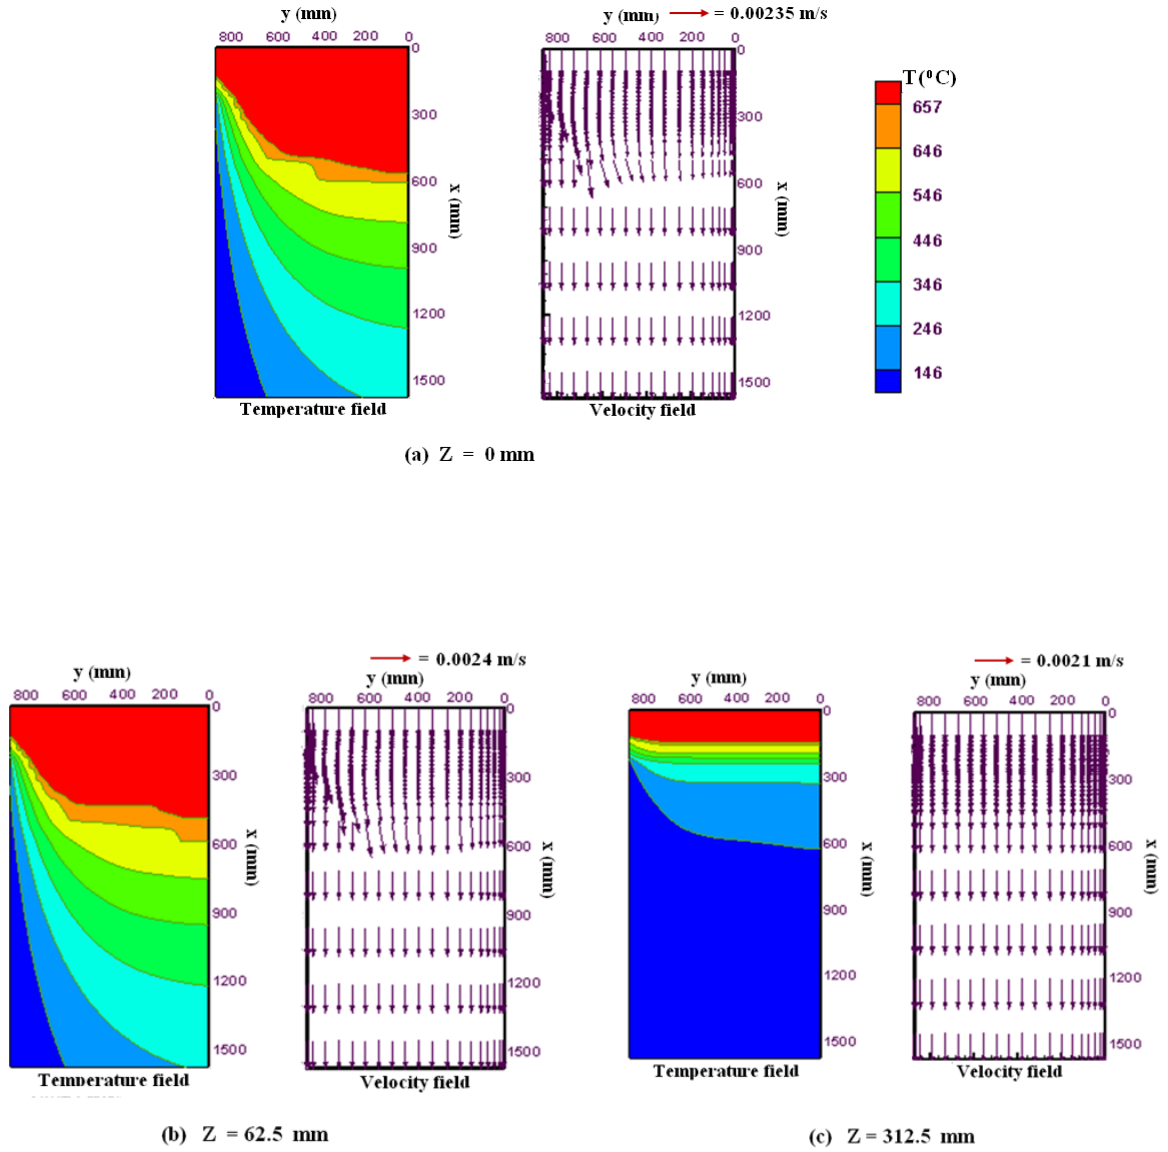 y (mm)
800 600 400 200 0
0
300
600
900
1200
1500
x (mm)
Temperature field
y (mm)
= 0.00235 m/s
800 600 400 200 0
0
300
600
900
1200
1500
x (mm)
Velocity field
T(⁰C)
657
646
546
446
346
246
146
(a) Z = 0 mm
y (mm)
800 600 400 200 0
0
300
600
900
1200
1500
x (mm)
Temperature field
= 0.0024 m/s
y (mm)
800 600 400 200 0
0
300
600
900
1200
1500
x (mm)
Velocity field
(b) Z = 62.5 mm
y (mm)
800 600 400 200 0
0
300
600
900
1200
1500
x (mm)
Temperature field
= 0.0021 m/s
y (mm)
800 600 400 200 0
0
300
600
900
1200
1500
x (mm)
Velocity field
(c) Z = 312.5 mm